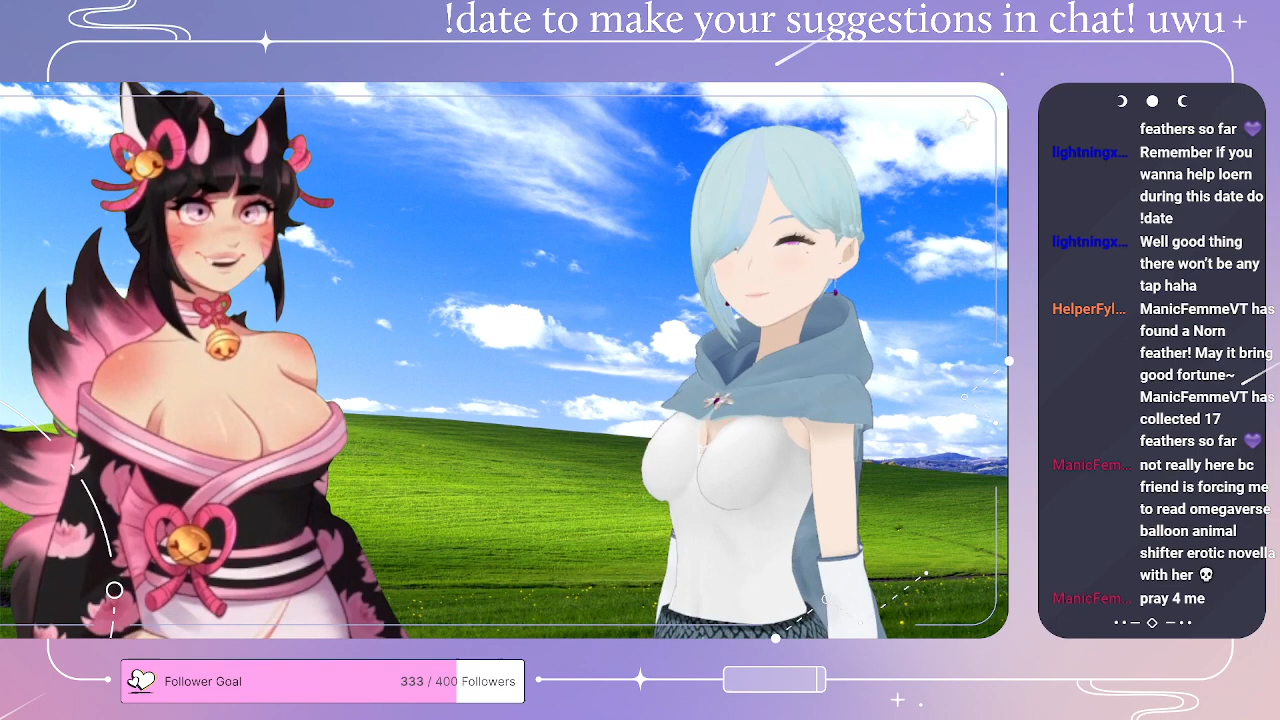 !date to make your suggestions in chat! uwu
feathers so far 💜
lightningx... Remember if you
wanna help loern
during this date do
!date
lightningx... Well good thing
there won't be any
tap haha
HelperFyl... ManicFemmeVT has
found a Norn
feather! May it bring
good fortune~
ManicFemmeVT has
collected 17
feathers so far 💜
ManicFem... not really here bc
friend is forcing me
to read omegaverse
balloon animal
shifter erotic novella
with her 💀
ManicFem... pray 4 me
Follower Goal 333 / 400 Followers